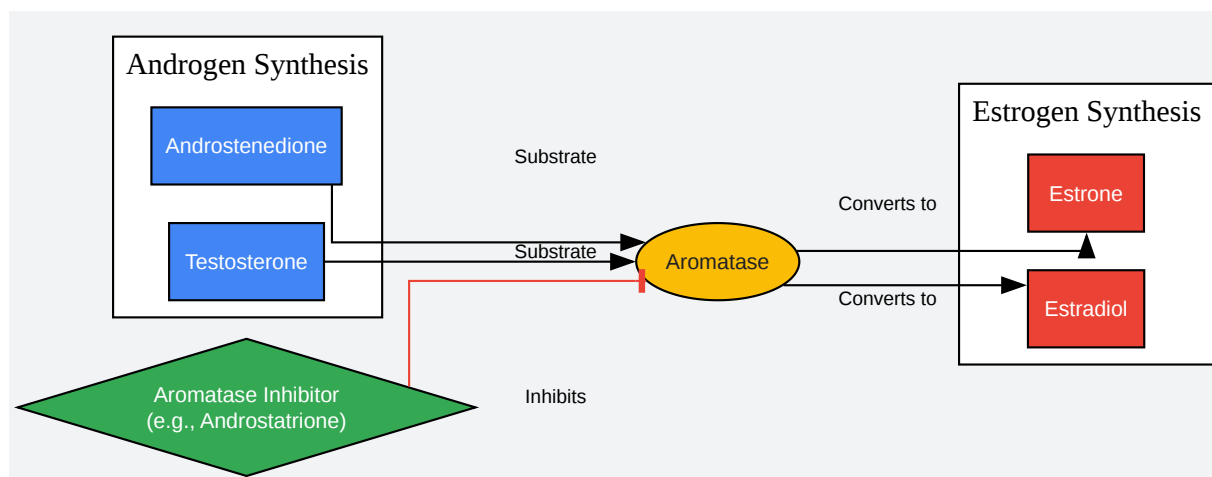 Androgen Synthesis
Androstenedione
Testosterone
Aromatase Inhibitor
(e.g., Androstatrione)
Substrate
Substrate
Inhibits
Aromatase
Converts to
Converts to
Estrogen Synthesis
Estrone
Estradiol